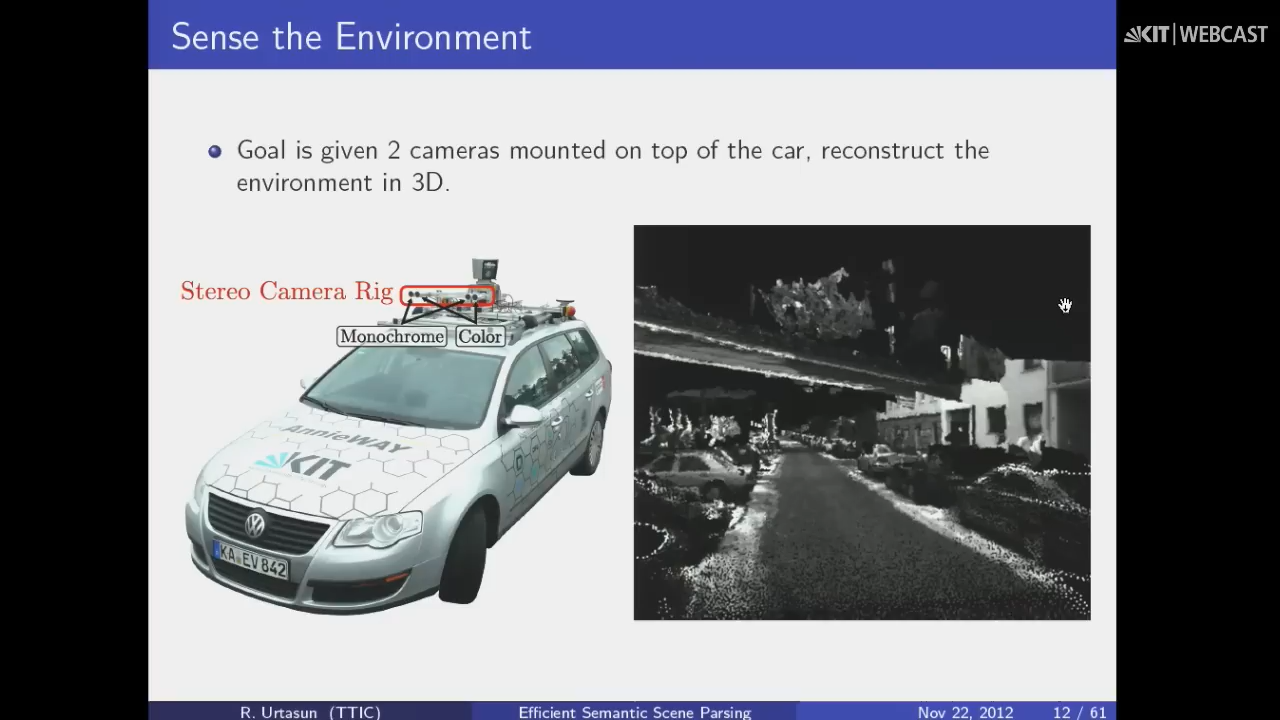 Sense the Environment
KIT | WEBCAST
Goal is given 2 cameras mounted on top of the car, reconstruct the
environment in 3D.
Stereo Camera Rig
Monochrome
Color
AnnieWAY
KIT
KA EV 842
R. Urtasun (TTIC)
Efficient Semantic Scene Parsing
Nov 22, 2012
12 / 61